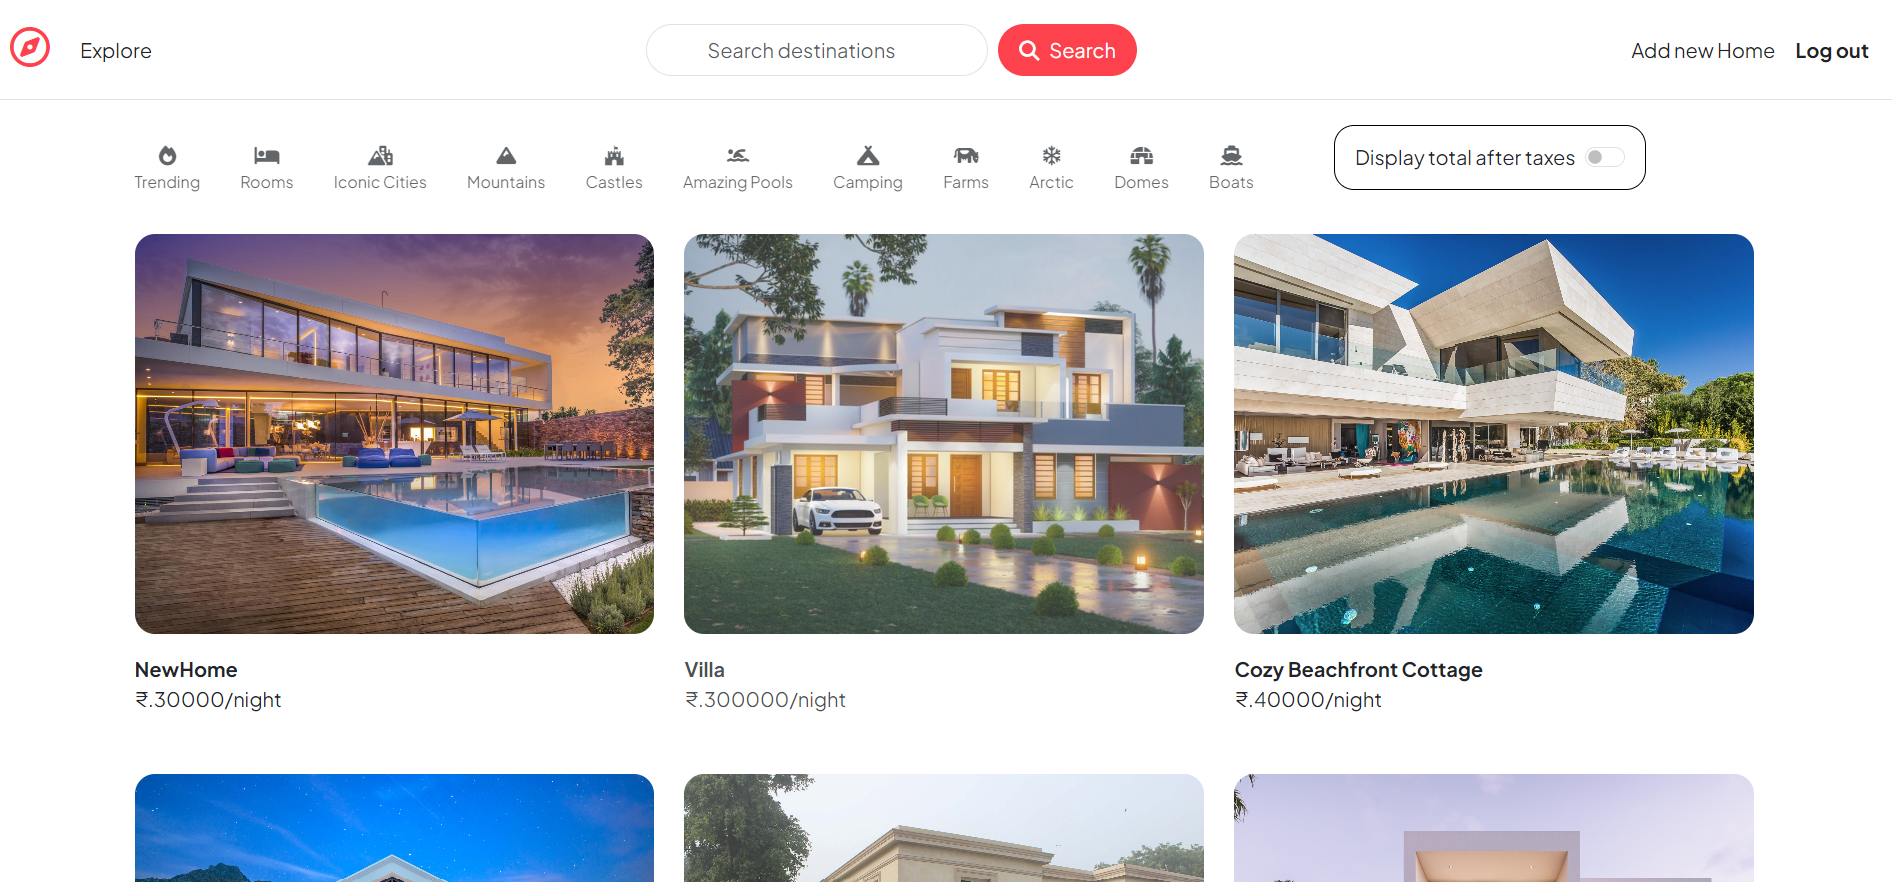 Explore
Search destinations
Search
Add new Home
Log out
Trending
Rooms
Iconic Cities
Mountains
Castles
Amazing Pools
Camping
Farms
Arctic
Domes
Boats
Display total after taxes
NewHome
₹.30000/night
Villa
₹.300000/night
Cozy Beachfront Cottage
₹.40000/night